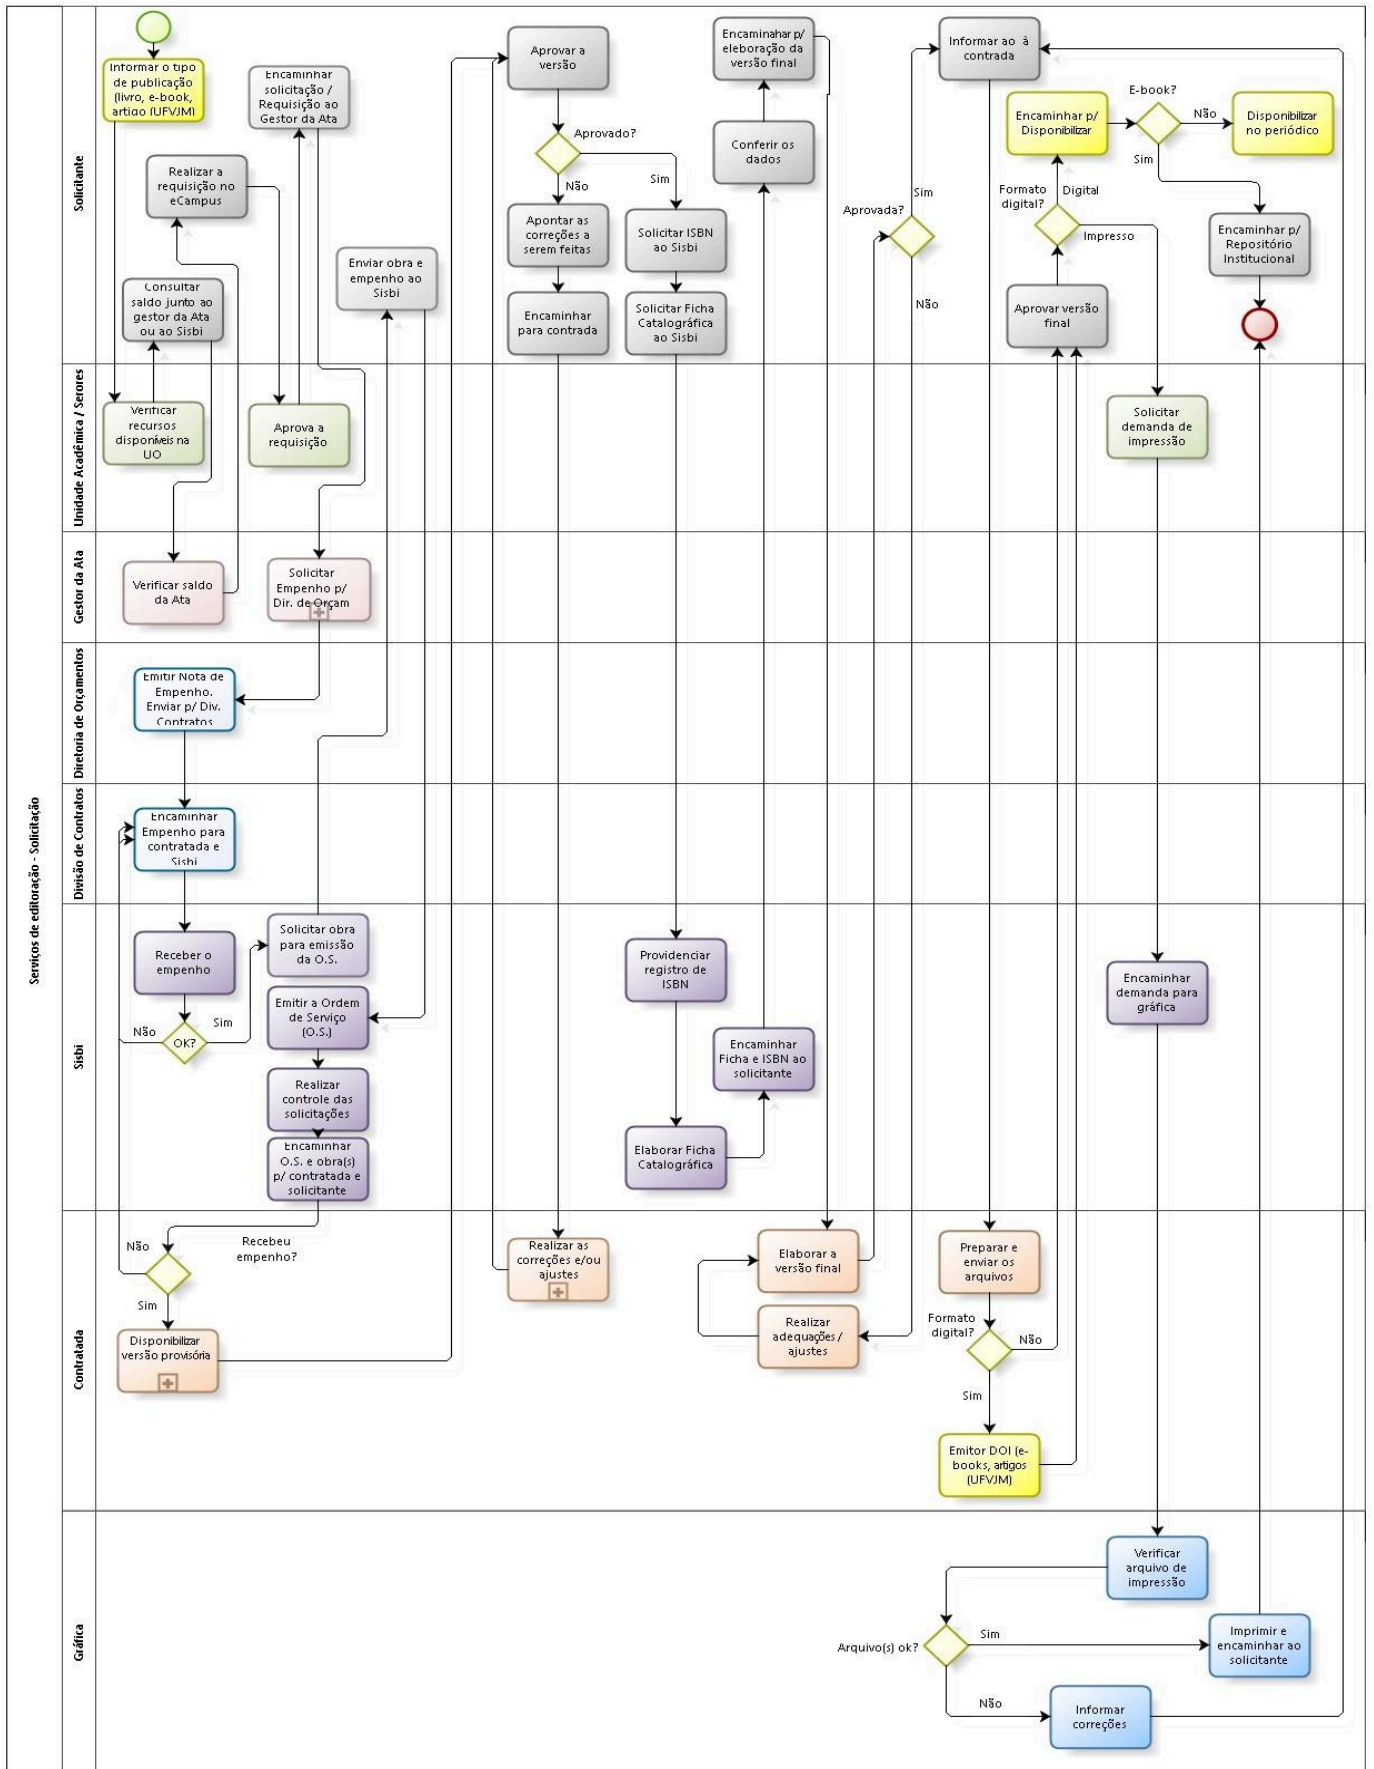 Serviços de editoração - Solicitação
Solicitante
Informar o tipo
de publicação
(livro, e-book,
artigo (UFVJM)
Encaminhar
solicitação /
Requisição ao
Gestor da Ata
Realizar a
requisição no
eCampus
Consultar
saldo junto ao
gestor da Ata
ou ao Sisbi
Enviar obra e
empenho ao
Sisbi
Aprovar a
versão
Aprovado?
Não
Sim
Apontar as
correções a
serem feitas
Encaminhar
para contrada
Solicitar ISBN
ao Sisbi
Solicitar Ficha
Catalográfica
ao Sisbi
Encaminahar p/
eleboração da
versão final
Conferir os
dados
Aprovada?
Sim
Não
Informar ao à
contrada
Encaminhar p/
Disponibilizar
E-book?
Não
Sim
Disponibilizar
no periódico
Formato
digital?
Digital
Impresso
Aprovar versão
final
Encaminhar p/
Repositório
Institucional
Unidade Acadêmica / Serores
Verificar
recursos
disponíveis na
UO
Aprova a
requisição
Solicitar
demanda de
impressão
Gestor da Ata
Verificar saldo
da Ata
Solicitar
Empenho p/
Dir. de Orçam
Diretoria de Orçamentos
Emitir Nota de
Empenho.
Enviar p/ Div.
Contratos
Divisão de Contratos
Encaminhar
Empenho para
contratada e
Sisbi
Sisbi
Receber o
empenho
OK?
Não
Sim
Solicitar obra
para emissão
da O.S.
Emitir a Ordem
de Serviço
(O.S.)
Realizar
controle das
solicitações
Encaminhar
O.S. e obra(s)
p/ contratada e
solicitante
Providenciar
registro de
ISBN
Encaminhar
Ficha e ISBN ao
solicitante
Elaborar Ficha
Catalográfica
Encaminhar
demanda para
gráfica
Contratada
Recebeu
empenho?
Não
Sim
Disponibilizar
versão provisória
Realizar as
correções e/ou
ajustes
Elaborar a
versão final
Realizar
adequações/
ajustes
Preparar e
enviar os
arquivos
Formato
digital?
Não
Sim
Emitor DOI (e-
books, artigos
(UFVJM)
Gráfica
Verificar
arquivo de
impressão
Arquivo(s) ok?
Sim
Não
Imprimir e
encaminhar ao
solicitante
Informar
correções